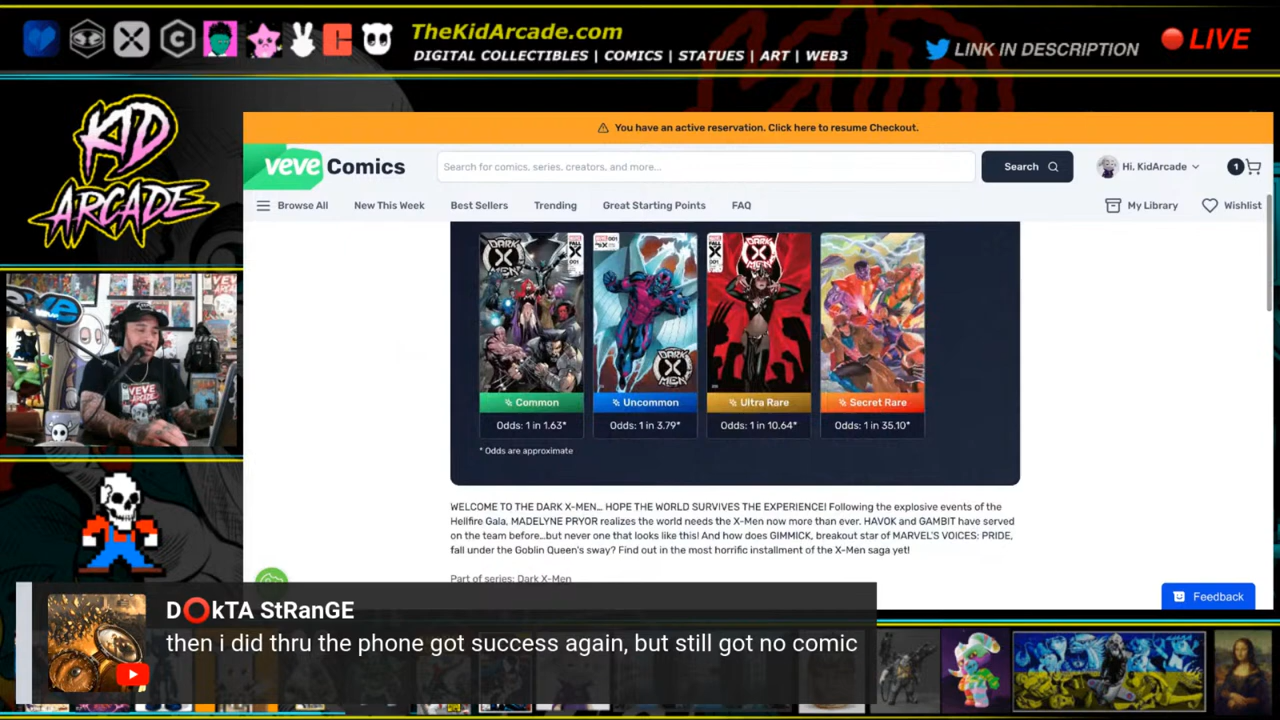 TheKidArcade.com
DIGITAL COLLECTIBLES | COMICS | STATUES | ART | WEB3
LINK IN DESCRIPTION
LIVE
KID
ARCADE
You have an active reservation. Click here to resume Checkout.
veve Comics
Search for comics, series, creators, and more...
Search
Hi, KidArcade
1
Browse All
New This Week
Best Sellers
Trending
Great Starting Points
FAQ
My Library
Wishlist
DARK X-MEN
DARK X-MEN
DARK X-MEN
Common
Uncommon
Ultra Rare
Secret Rare
Odds: 1 in 1.63*
Odds: 1 in 3.79*
Odds: 1 in 10.64*
Odds: 1 in 35.10*
* Odds are approximate
WELCOME TO THE DARK X-MEN... HOPE THE WORLD SURVIVES THE EXPERIENCE! Following the explosive events of the
Hellfire Gala, MADELYNE PRYOR realizes the world needs the X-Men now more than ever. HAVOK and GAMBIT have served
on the team before...but never one that looks like this! And how does GIMMICK, breakout star of MARVEL'S VOICES: PRIDE,
fall under the Goblin Queen's sway? Find out in the most horrific installment of the X-Men saga yet!
Part of series: Dark X-Men
Feedback
VEVE
ARCADE
D⭕kTA StRanGE
then i did thru the phone got success again, but still got no comic